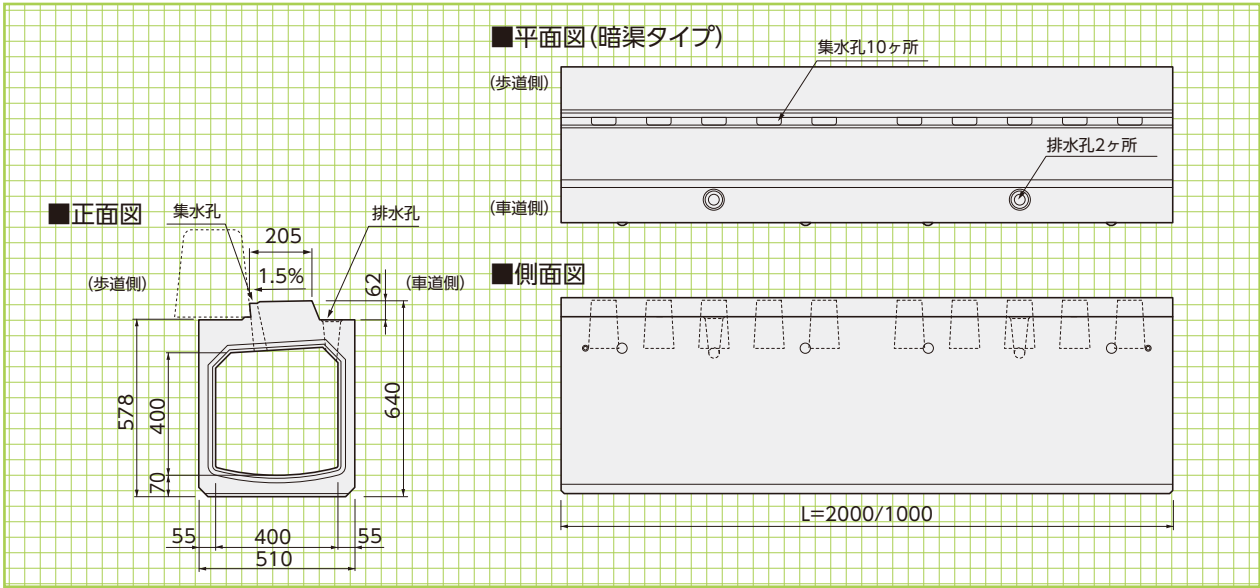 ■平面図(暗渠タイプ)
集水孔10ヶ所
(歩道側)
排水孔2ヶ所
(車道側)
■正面図
集水孔
排水孔
205
(歩道側)
1.5%
62
(車道側)
578
400
70
640
55
400
55
510
■側面図
L=2000/1000